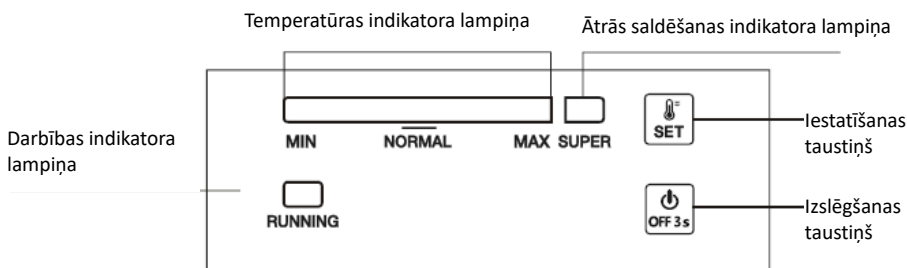 Temperatūras indikatora lampiņa
Ātrās saldēšanas indikatora lampiņa
MIN
NORMAL
MAX SUPER
SET
Iestatīšanas
taustiņš
Darbības indikatora
lampiņa
RUNNING
OFF 3s
Izslēgšanas
taustiņš